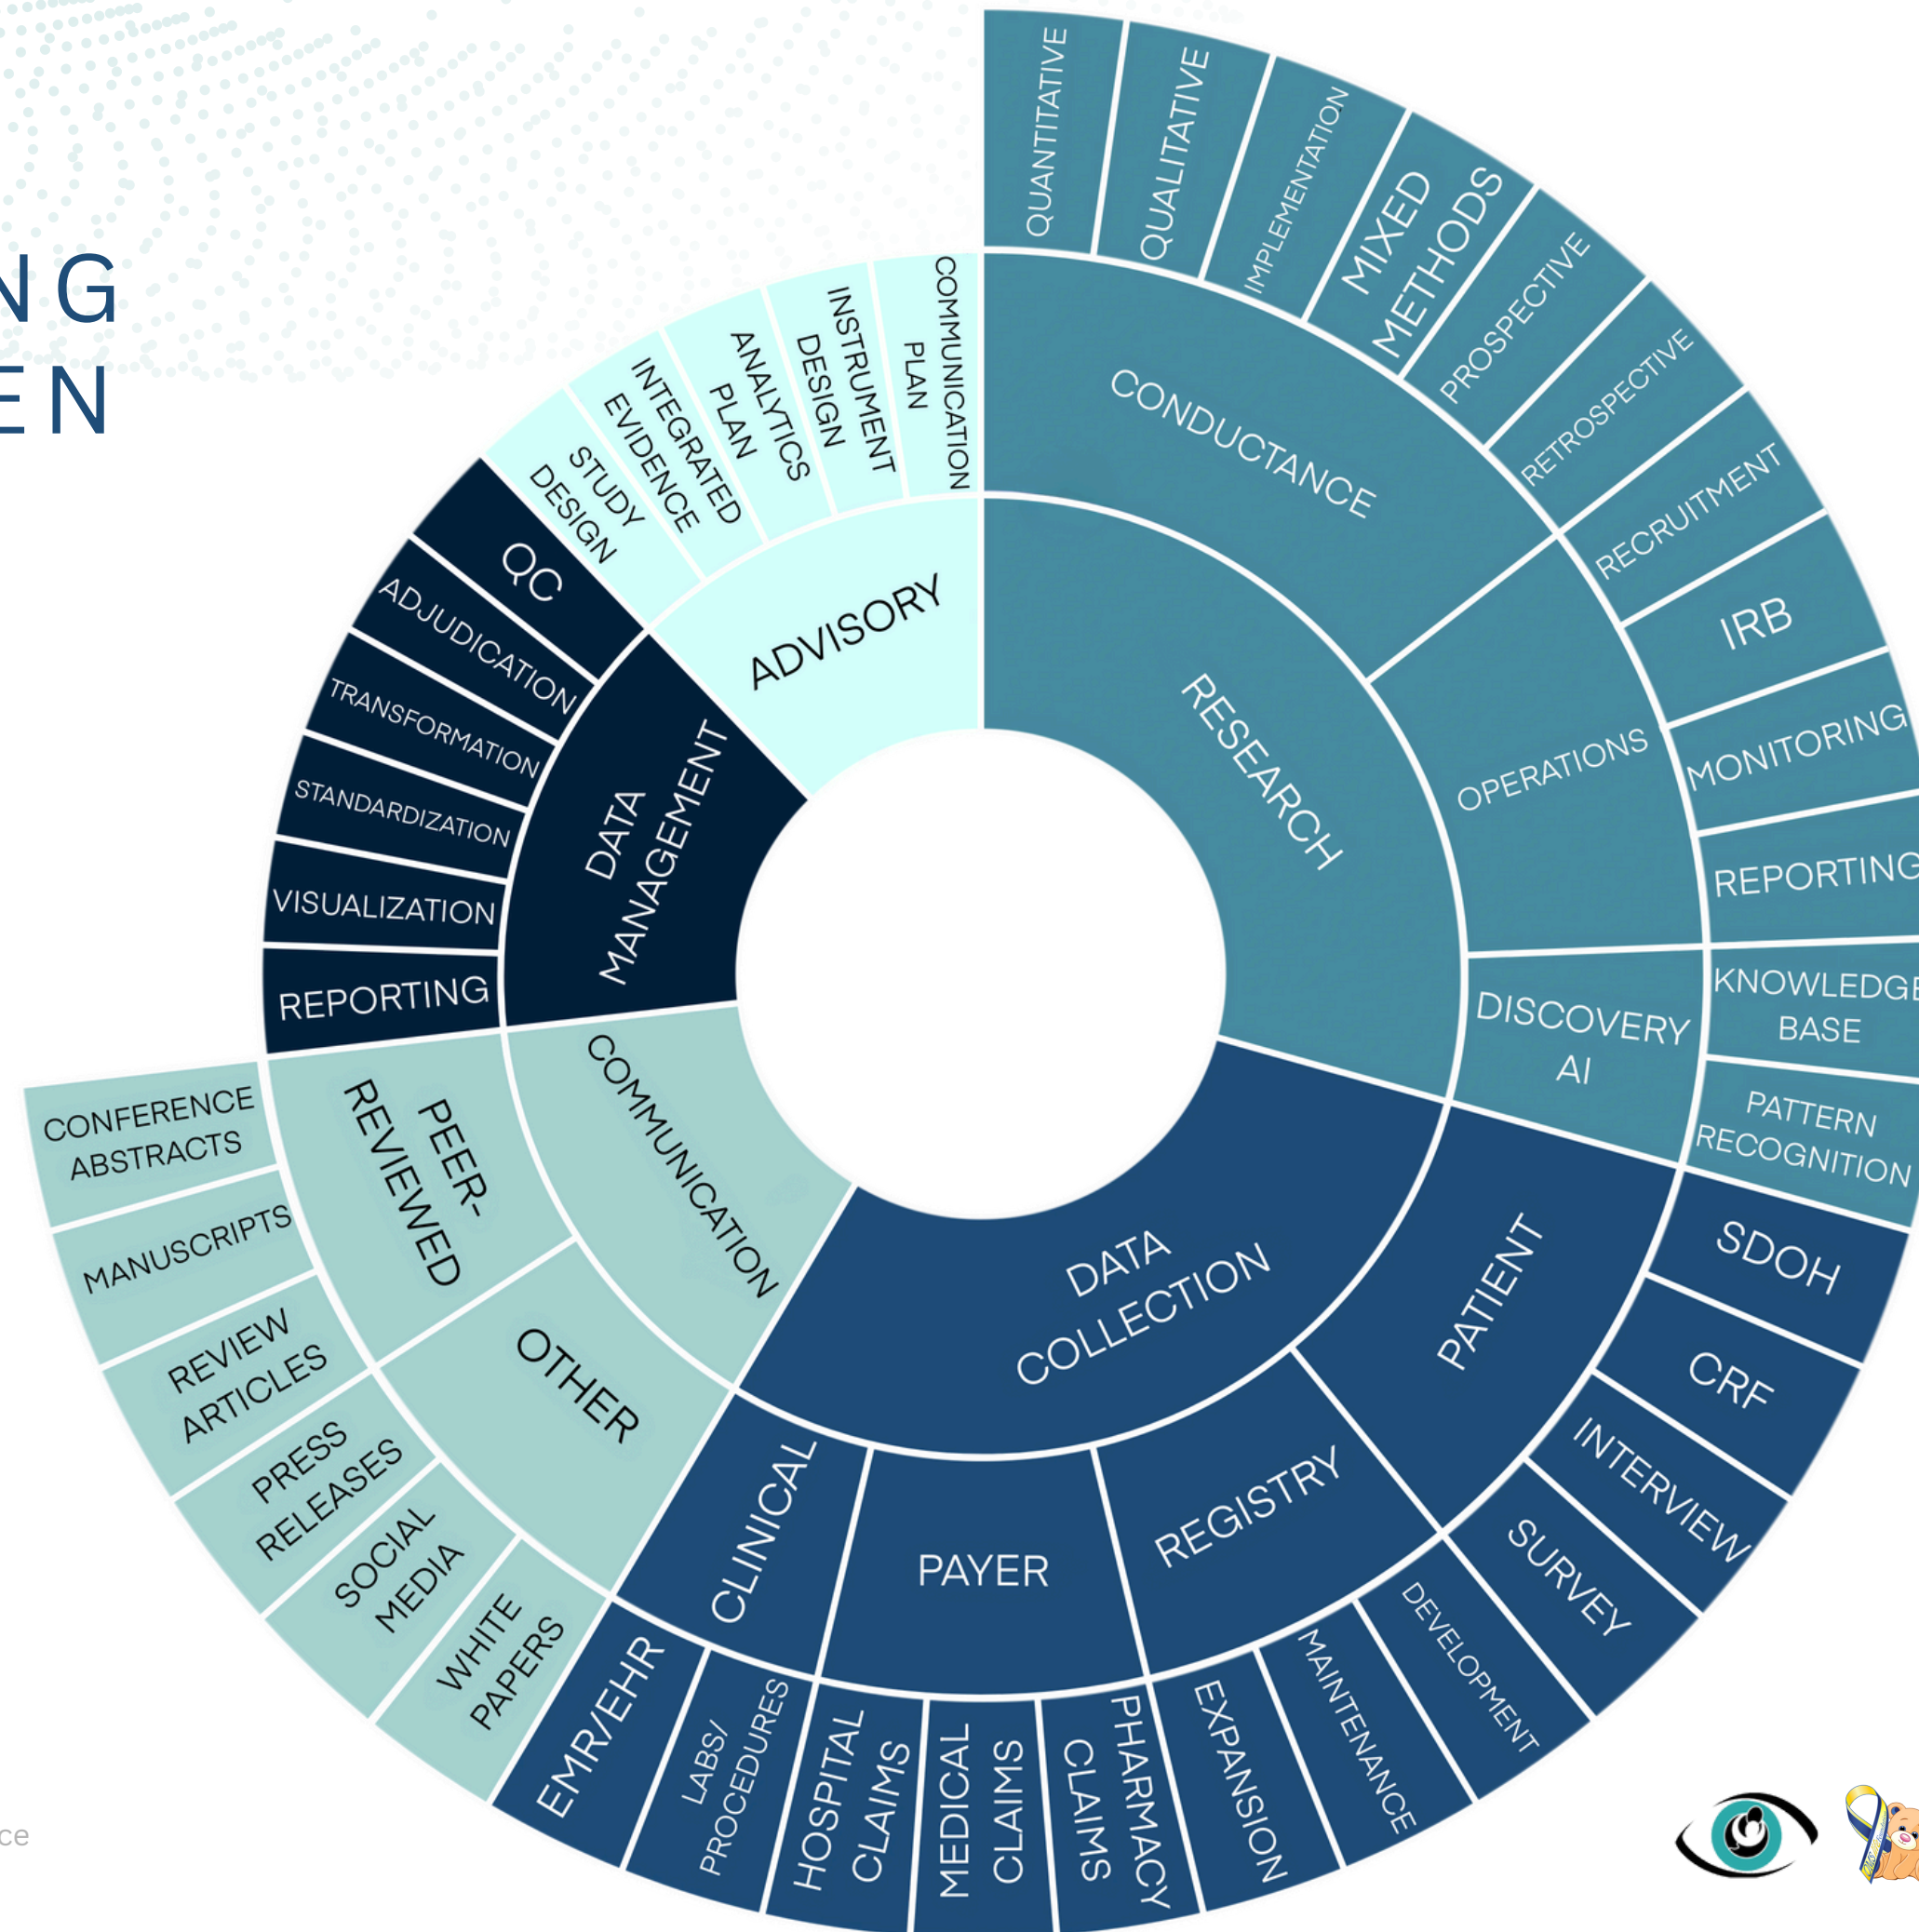 NG
EN
QUANTITATIVE
QUALITATIVE
IMPLEMENTATION
MIXED
METHODS
PROSPECTIVE
RETROSPECTIVE
RECRUITMENT
IRB
MONITORING
REPORTING
KNOWLEDGE
BASE
PATTERN
RECOGNITION
CONDUCTANCE
OPERATIONS
DISCOVERY
AI
RESEARCH
SDOH
CRF
INTERVIEW
SURVEY
DEVELOPMENT
MAINTENANCE
EXPANSION
PHARMACY
CLAIMS
MEDICAL
CLAIMS
HOSPITAL
CLAIMS
LABS/
PROCEDURES
EMR/EHR
PATIENT
REGISTRY
PAYER
CLINICAL
DATA
COLLECTION
WHITE
PAPERS
SOCIAL
MEDIA
PRESS
RELEASES
REVIEW
ARTICLES
MANUSCRIPTS
CONFERENCE
ABSTRACTS
OTHER
PEER-
REVIEWED
COMMUNICATION
REPORTING
VISUALIZATION
STANDARDIZATION
TRANSFORMATION
ADJUDICATION
QC
DATA
MANAGEMENT
STUDY
DESIGN
INTEGRATED
EVIDENCE
ANALYTICS
PLAN
INSTRUMENT
DESIGN
COMMUNICATION
PLAN
ADVISORY
ce